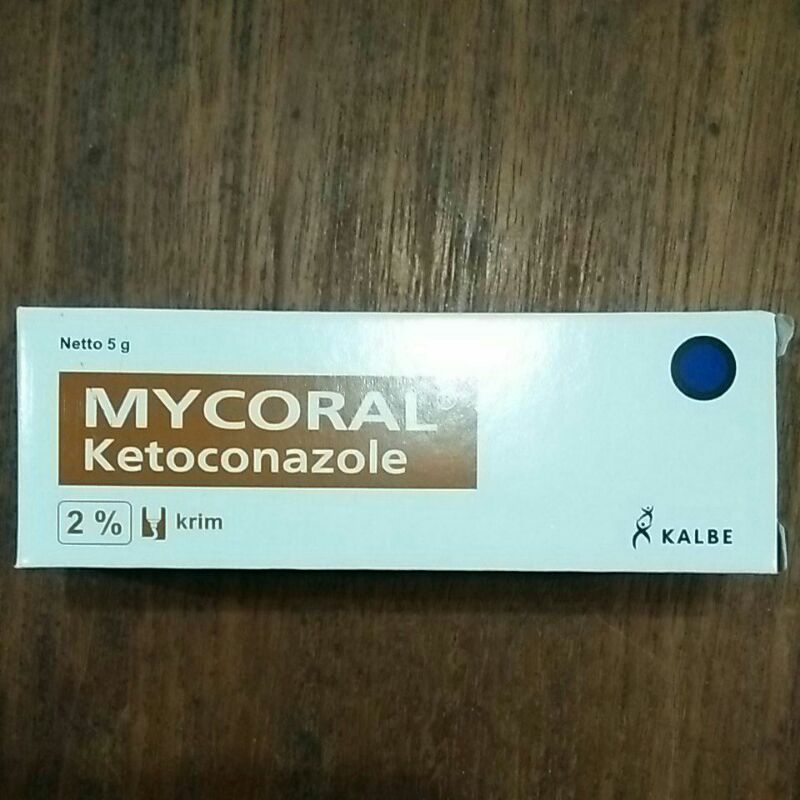 Netto 5 g
MYCORAL®
Ketoconazole
2 % krim
KALBE